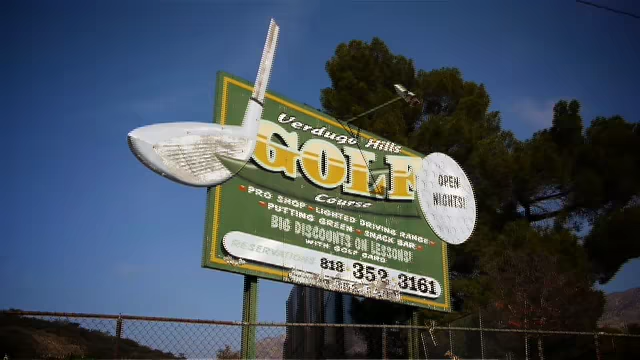 Verdugo Hills
GOLF
Course
PRO SHOP LIGHTED DRIVING RANGE
PUTTING GREEN SNACK BAR
BIG DISCOUNTS ON LESSONS!
WITH GOLF CARD
RESERVATIONS 818 352 3161
OPEN
NIGHTS!